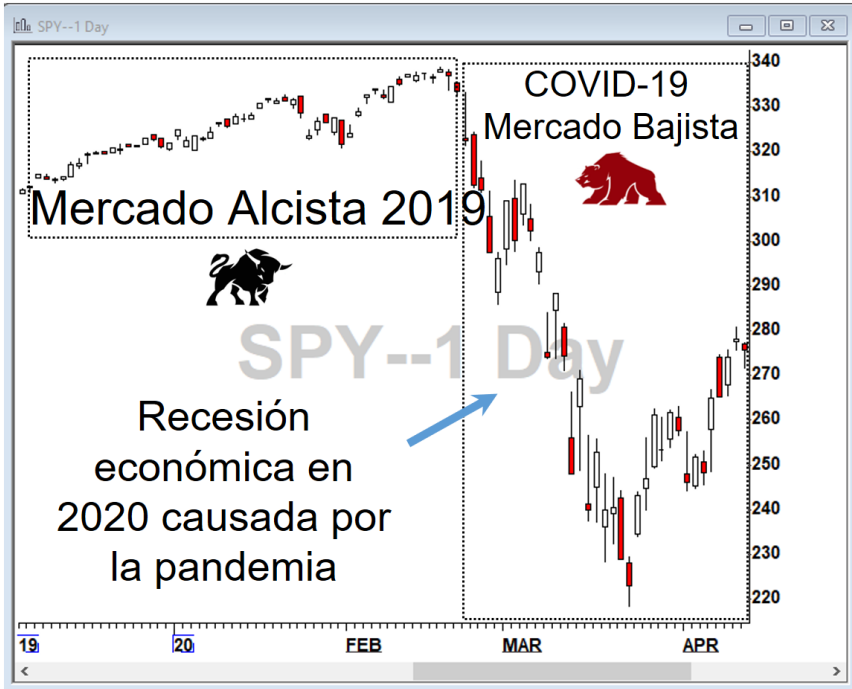 SPY--1 Day
340
COVID-19
330
Mercado Bajista
320
310
Mercado Alcista 2019
300
290
280
SPY--1 Day
270
Recesión
económica en
2020 causada por
la pandemia
260
250
240
230
220
19 20 FEB MAR APR